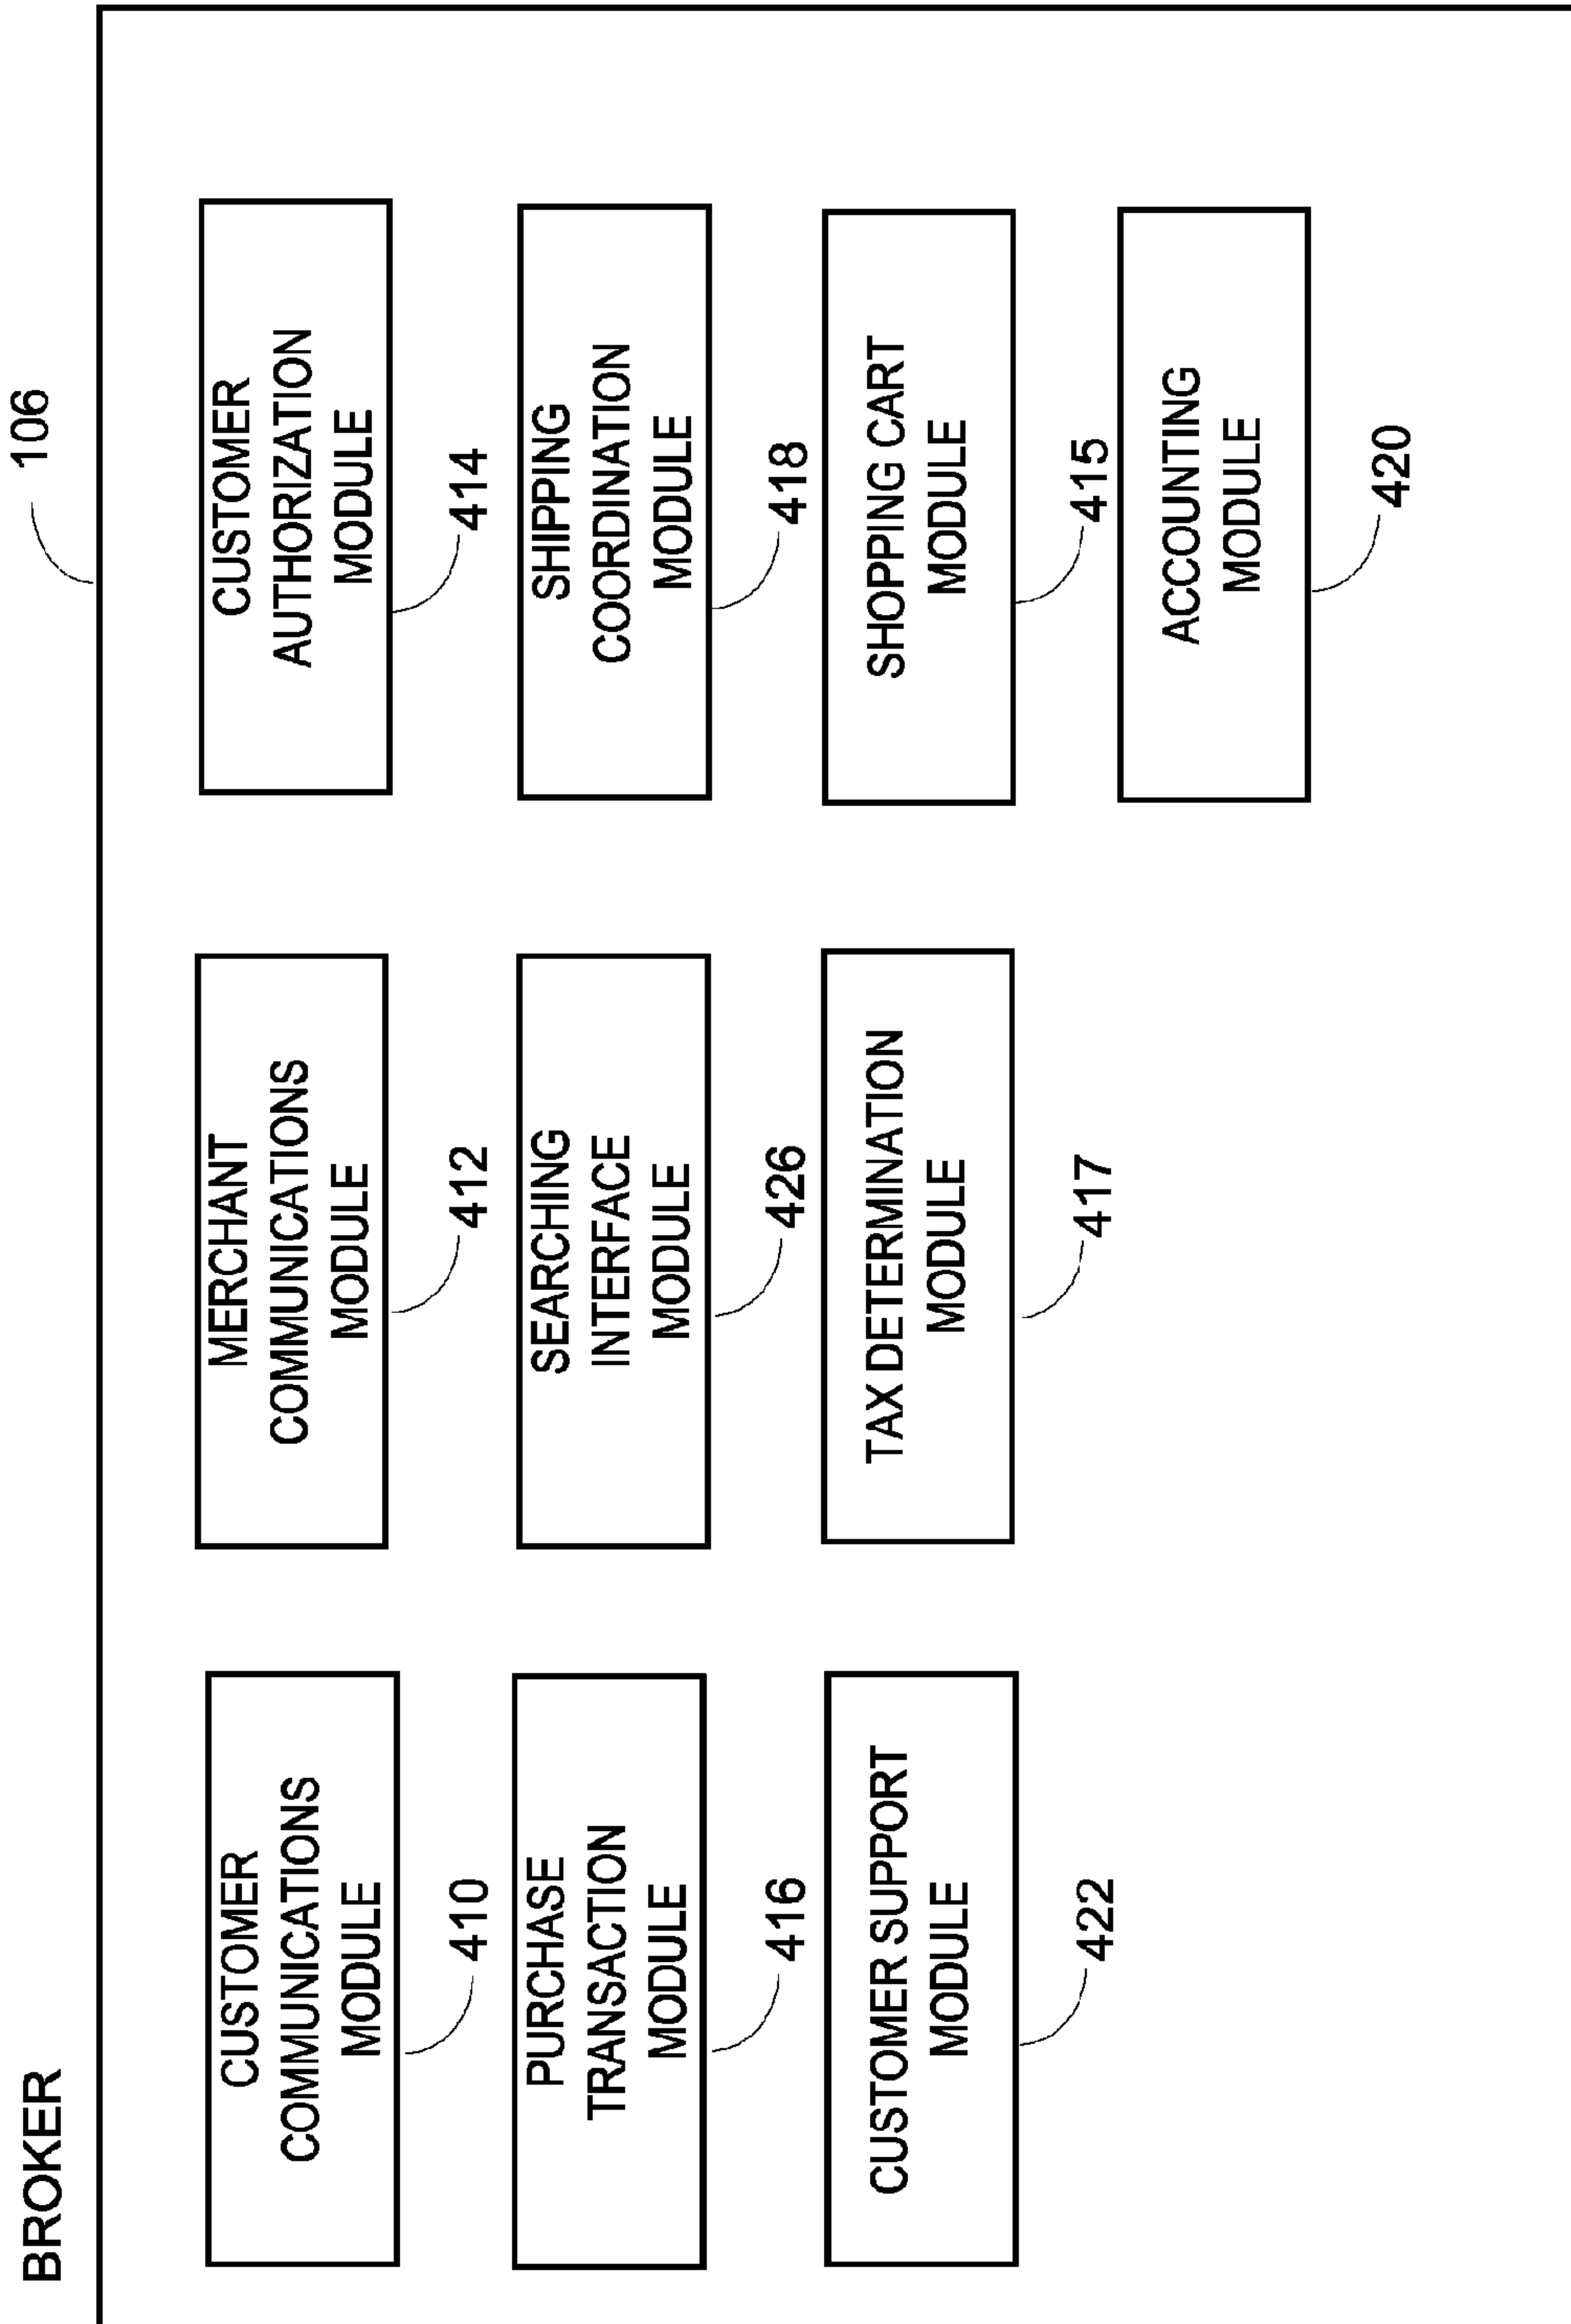 BROKER
106
CUSTOMER
COMMUNICATIONS
MODULE
410
MERCHANT
COMMUNICATIONS
MODULE
412
CUSTOMER
AUTHORIZATION
MODULE
414
PURCHASE
TRANSACTION
MODULE
416
SEARCHING
INTERFACE
MODULE
426
SHIPPING
COORDINATION
MODULE
418
CUSTOMER SUPPORT
MODULE
422
TAX DETERMINATION
MODULE
417
SHOPPING CART
MODULE
415
ACCOUNTING
MODULE
420